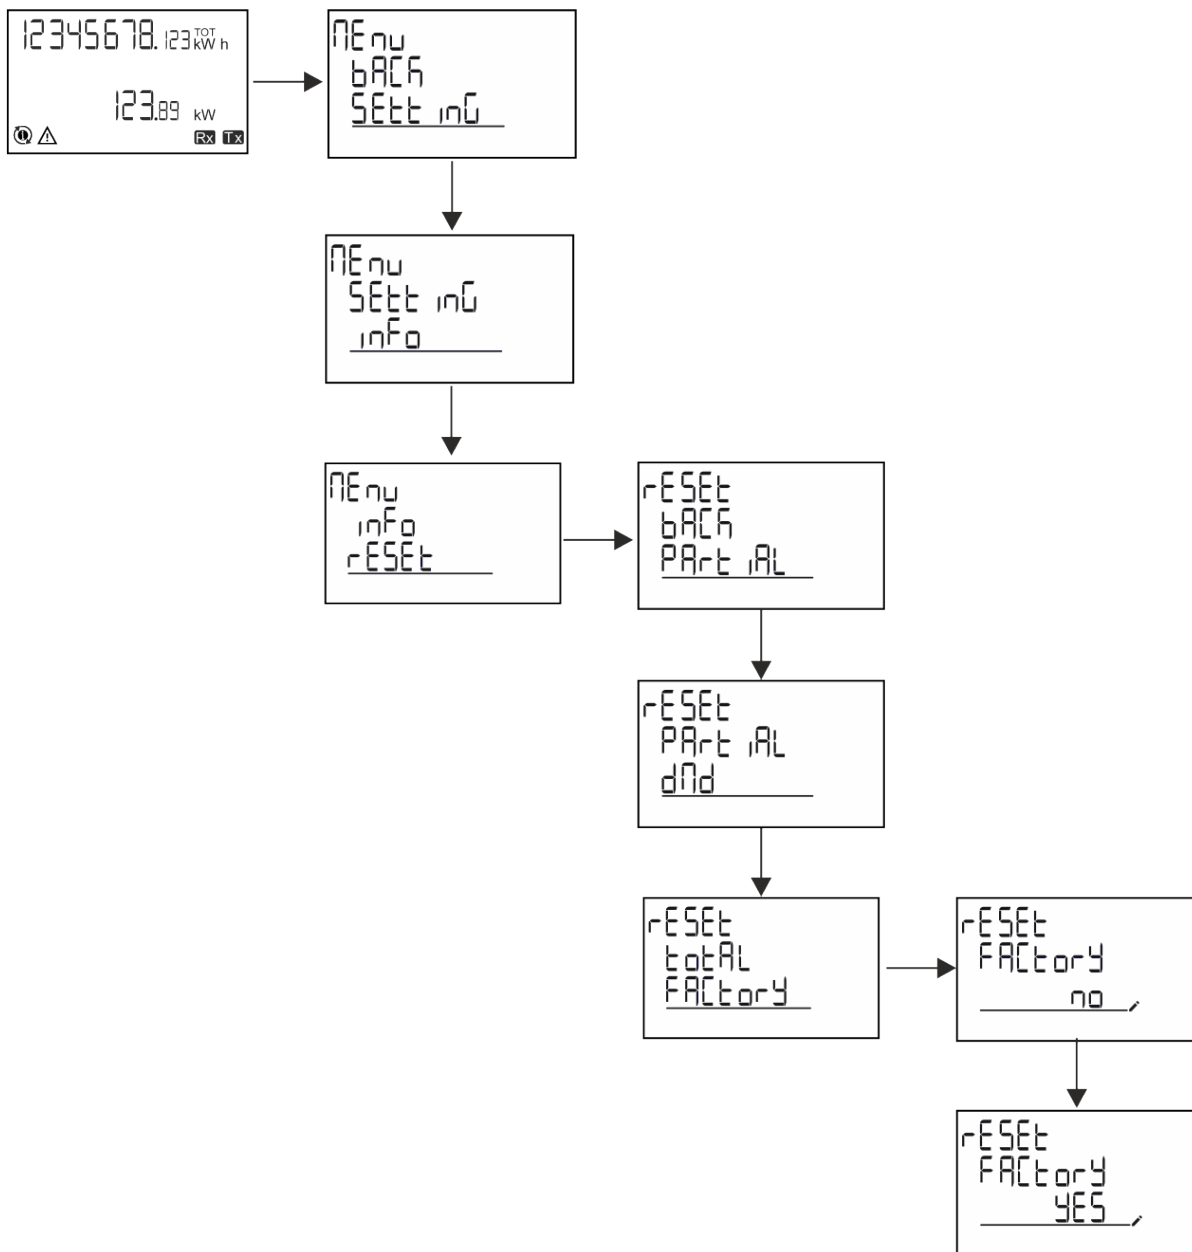 12345678.123 TOT kW h
123.89 kW
Rx Tx
MEnu
bACK
SEttinG
MEnu
SEttinG
inFo
MEnu
inFo
rESEt
rESEt
bACK
PArtiAL
rESEt
PArtiAL
dMd
rESEt
totAL
FACtorY
rESEt
FACtorY
no
rESEt
FACtorY
YES